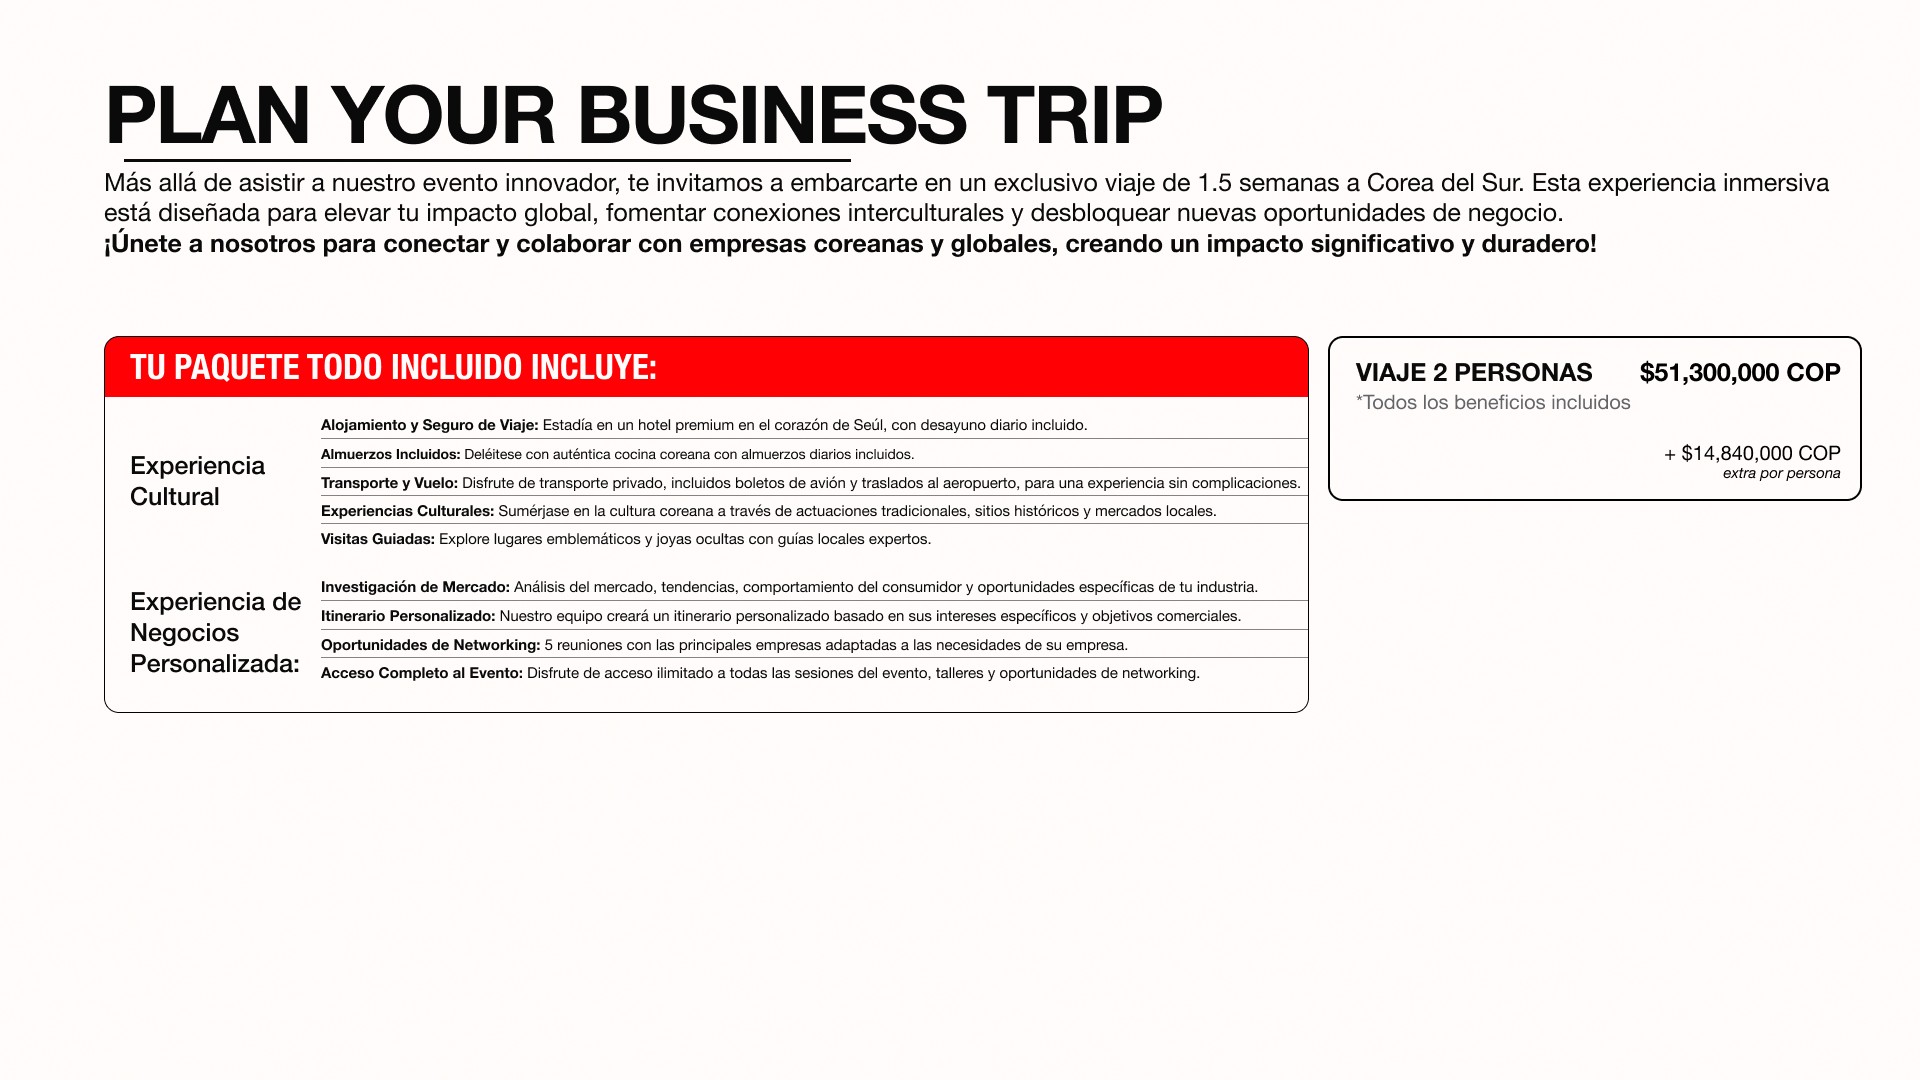 PLAN YOUR BUSINESS TRIP
Más allá de asistir a nuestro evento innovador, te invitamos a embarcarte en un exclusivo viaje de 1.5 semanas a Corea del Sur. Esta experiencia inmersiva
está diseñada para elevar tu impacto global, fomentar conexiones interculturales y desbloquear nuevas oportunidades de negocio.
¡Únete a nosotros para conectar y colaborar con empresas coreanas y globales, creando un impacto significativo y duradero!
TU PAQUETE TODO INCLUIDO INCLUYE:
Experiencia
Cultural
Alojamiento y Seguro de Viaje: Estadía en un hotel premium en el corazón de Seúl, con desayuno diario incluido.
Almuerzos Incluidos: Deléitese con auténtica cocina coreana con almuerzos diarios incluidos.
Transporte y Vuelo: Disfrute de transporte privado, incluidos boletos de avión y traslados al aeropuerto, para una experiencia sin complicaciones.
Experiencias Culturales: Sumérjase en la cultura coreana a través de actuaciones tradicionales, sitios históricos y mercados locales.
Visitas Guiadas: Explore lugares emblemáticos y joyas ocultas con guías locales expertos.
Experiencia de
Negocios
Personalizada:
Investigación de Mercado: Análisis del mercado, tendencias, comportamiento del consumidor y oportunidades específicas de tu industria.
Itinerario Personalizado: Nuestro equipo creará un itinerario personalizado basado en sus intereses específicos y objetivos comerciales.
Oportunidades de Networking: 5 reuniones con las principales empresas adaptadas a las necesidades de su empresa.
Acceso Completo al Evento: Disfrute de acceso ilimitado a todas las sesiones del evento, talleres y oportunidades de networking.
VIAJE 2 PERSONAS $51,300,000 COP
*Todos los beneficios incluidos
+ $14,840,000 COP
extra por persona